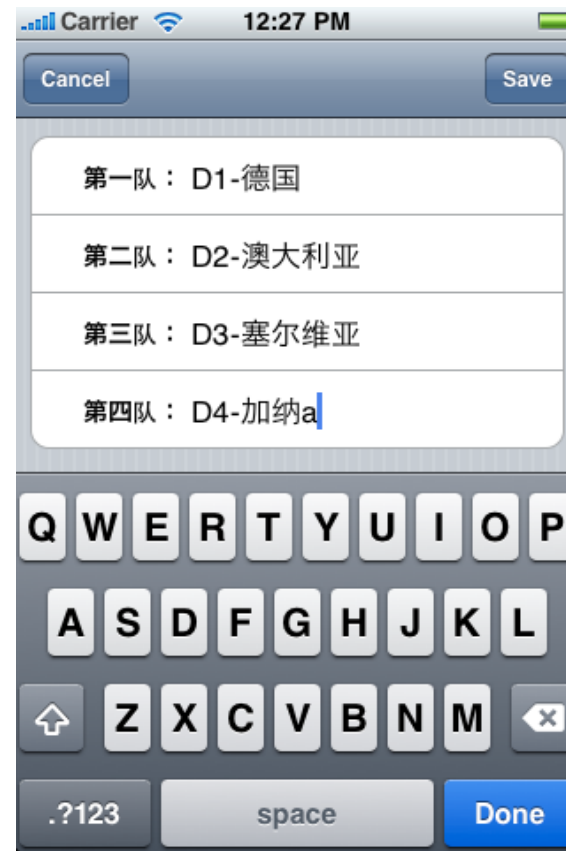 Carrier 12:27 PM
Cancel Save
第一队： D1-德国
第二队： D2-澳大利亚
第三队： D3-塞尔维亚
第四队： D4-加纳a
Q W E R T Y U I O P
A S D F G H J K L
Z X C V B N M
.?123 space Done